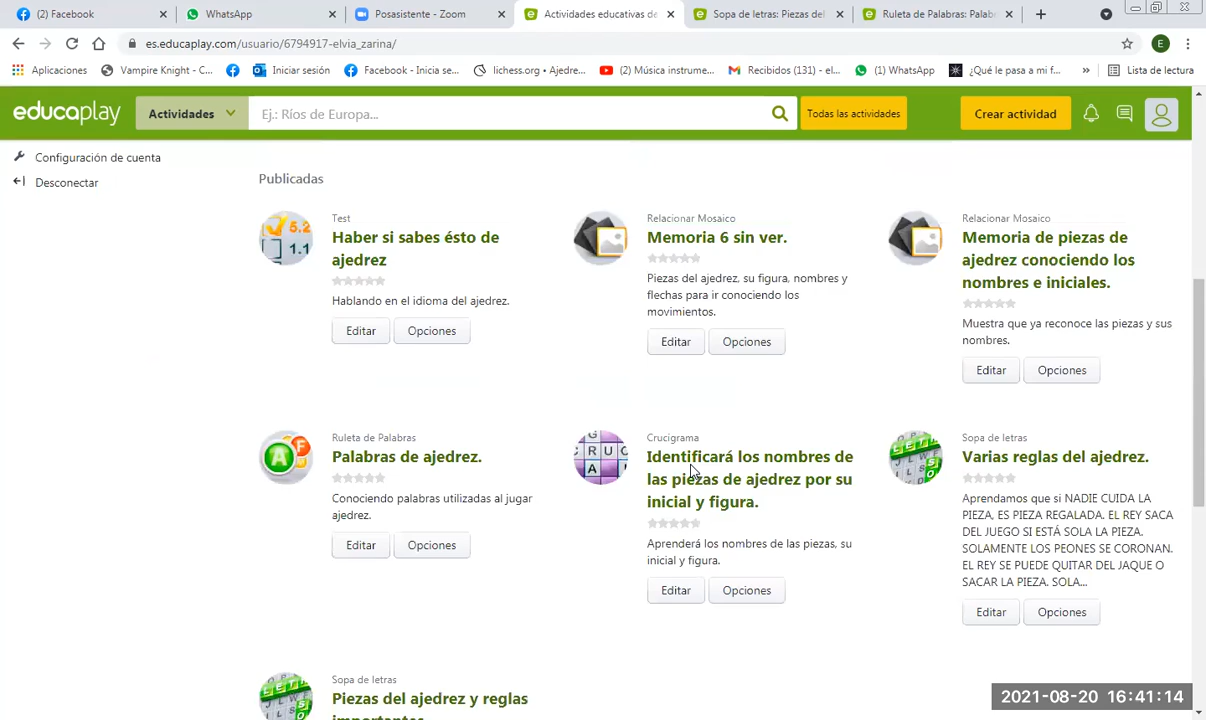 (2) Facebook
WhatsApp
Posasistente - Zoom
Actividades educativas de
Sopa de letras: Piezas del
Ruleta de Palabras: Palab
es.educaplay.com/usuario/6794917-elvia_zarina/
E
Aplicaciones
Vampire Knight - C...
Iniciar sesión
Facebook - Inicia se...
lichess.org • Ajedre...
(2) Música instrume...
Recibidos (131) - el...
(1) WhatsApp
¿Qué le pasa a mi f...
»
Lista de lectura
educaplay
Actividades
Ej.: Ríos de Europa...
Todas las actividades
Crear actividad
Configuración de cuenta
Desconectar
Publicadas
Test
Haber si sabes ésto de
ajedrez
Hablando en el idioma del ajedrez.
Editar
Opciones
Relacionar Mosaico
Memoria 6 sin ver.
Piezas del ajedrez, su figura, nombres y
flechas para ir conociendo los
movimientos.
Editar
Opciones
Relacionar Mosaico
Memoria de piezas de
ajedrez conociendo los
nombres e iniciales.
Muestra que ya reconoce las piezas y sus
nombres.
Editar
Opciones
Ruleta de Palabras
Palabras de ajedrez.
Conociendo palabras utilizadas al jugar
ajedrez.
Editar
Opciones
Crucigrama
Identificará los nombres de
las piezas de ajedrez por su
inicial y figura.
Aprenderá los nombres de las piezas, su
inicial y figura.
Editar
Opciones
Sopa de letras
Varias reglas del ajedrez.
Aprendamos que si NADIE CUIDA LA
PIEZA, ES PIEZA REGALADA. EL REY SACA
DEL JUEGO SI ESTÁ SOLA LA PIEZA.
SOLAMENTE LOS PEONES SE CORONAN.
EL REY SE PUEDE QUITAR DEL JAQUE O
SACAR LA PIEZA. SOLA...
Editar
Opciones
Sopa de letras
Piezas del ajedrez y reglas
importantes
2021-08-20 16:41:14